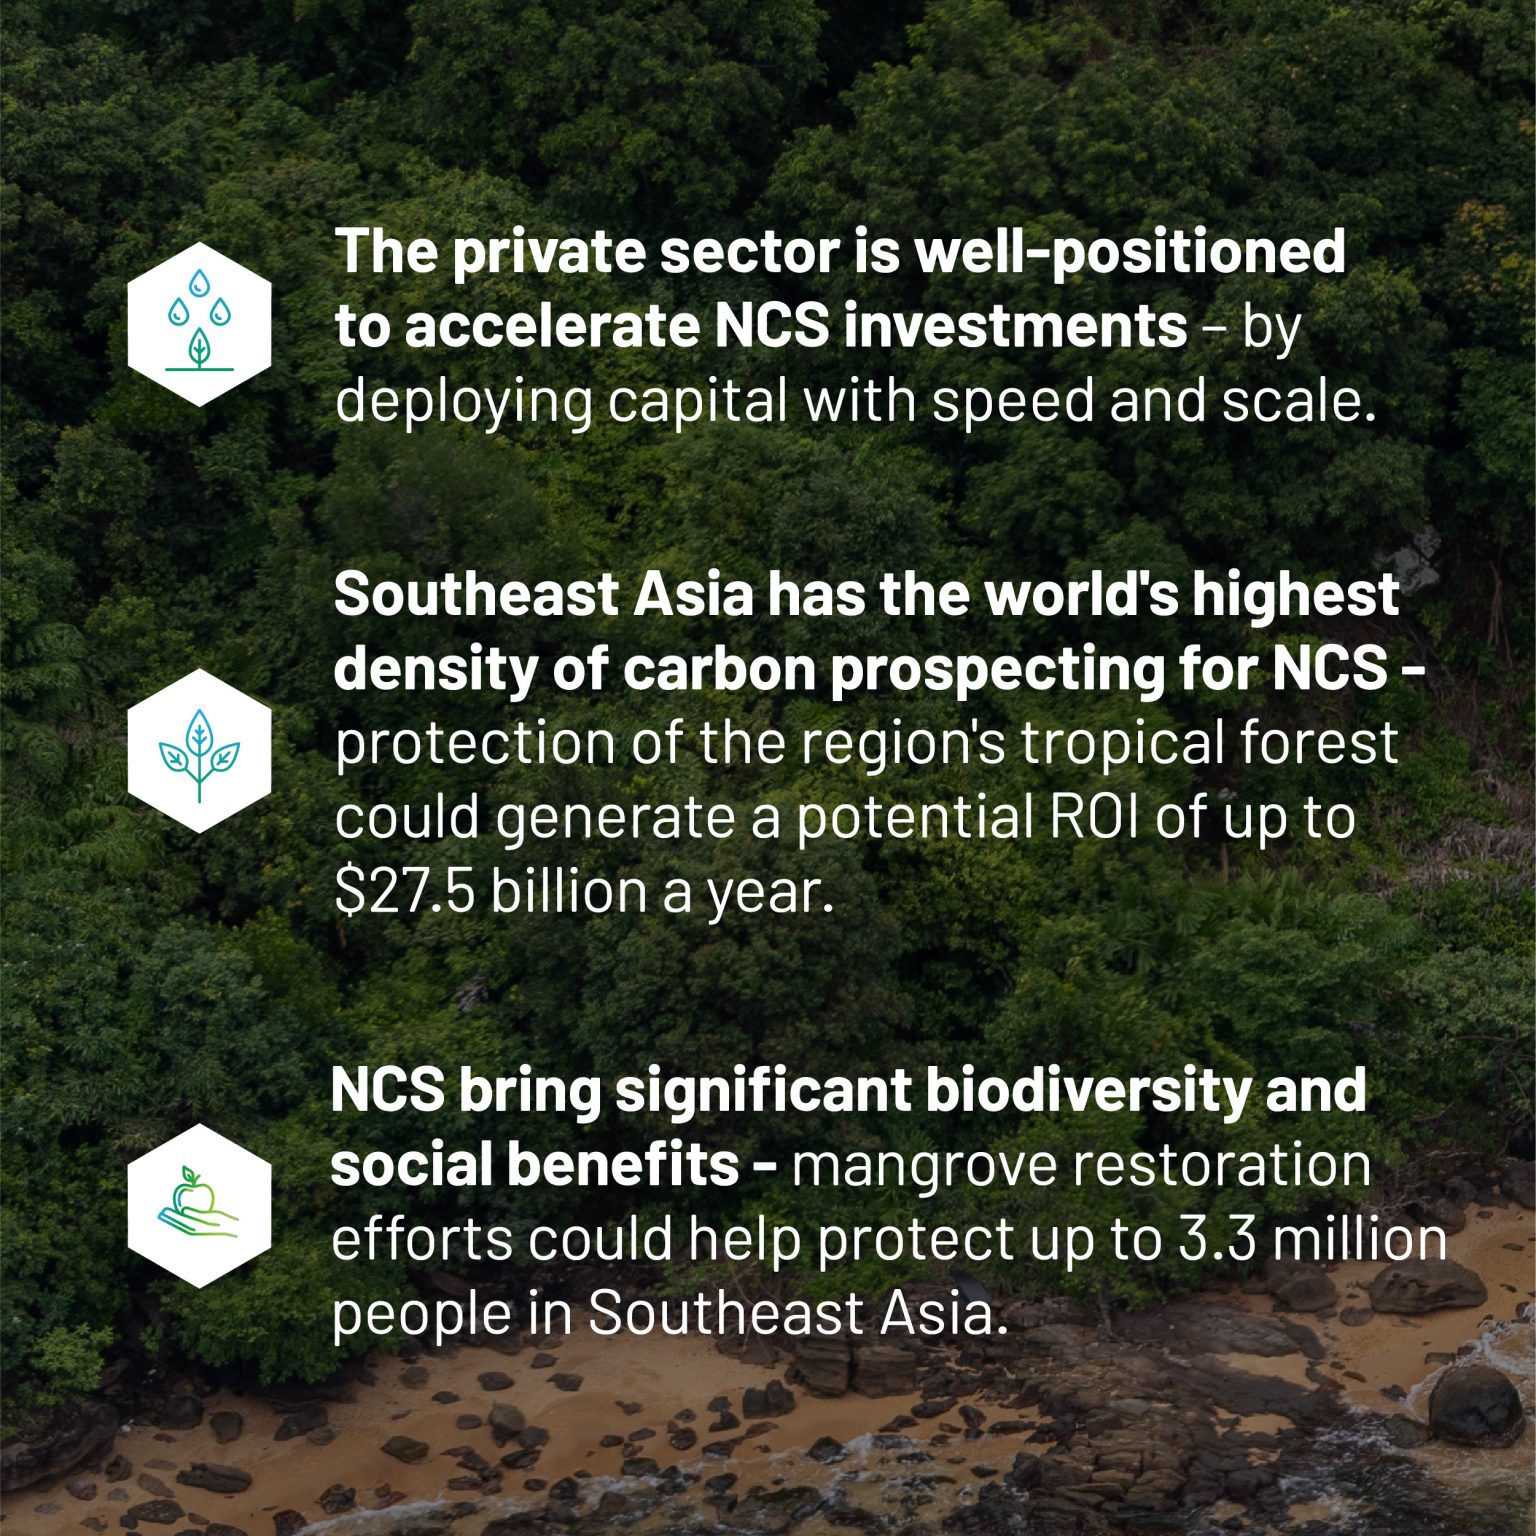 The private sector is well-positioned
to accelerate NCS investments – by
deploying capital with speed and scale.
Southeast Asia has the world's highest
density of carbon prospecting for NCS -
protection of the region's tropical forest
could generate a potential ROI of up to
$27.5 billion a year.
NCS bring significant biodiversity and
social benefits - mangrove restoration
efforts could help protect up to 3.3 million
people in Southeast Asia.